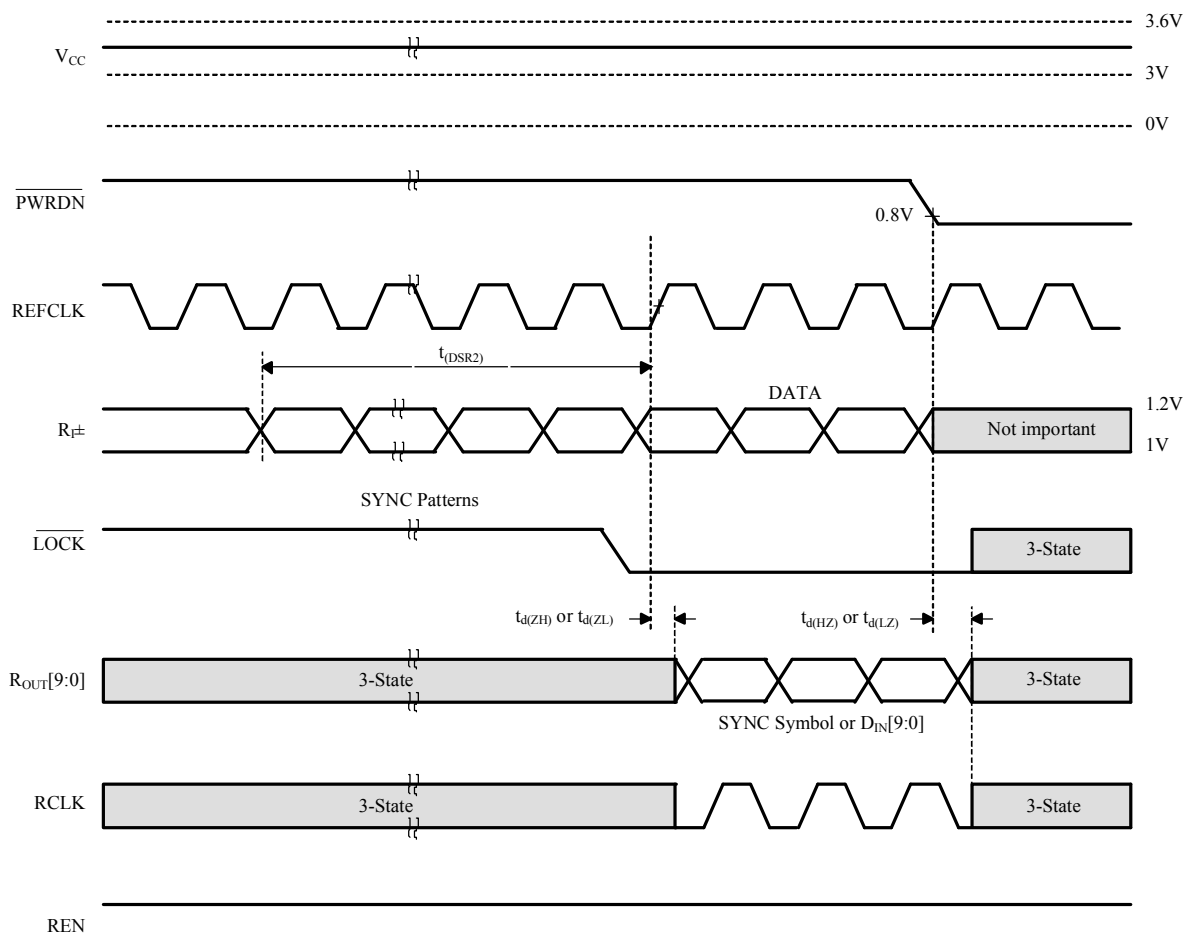 3.6V
VCC
3V
0V
PWRDN
0.8V
REFCLK
t(DSR2)
DATA
1.2V
RI±
Not important
1V
SYNC Patterns
LOCK
3-State
td(ZH) or td(ZL)
td(HZ) or td(LZ)
ROUT[9:0]
3-State
3-State
SYNC Symbol or DIN[9:0]
RCLK
3-State
3-State
REN